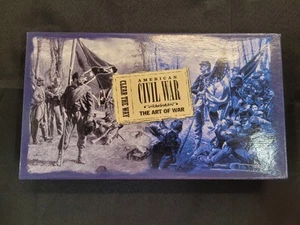 AMERICAN
CIVIL WAR
THE ART OF WAR
CLEAR THE WAY